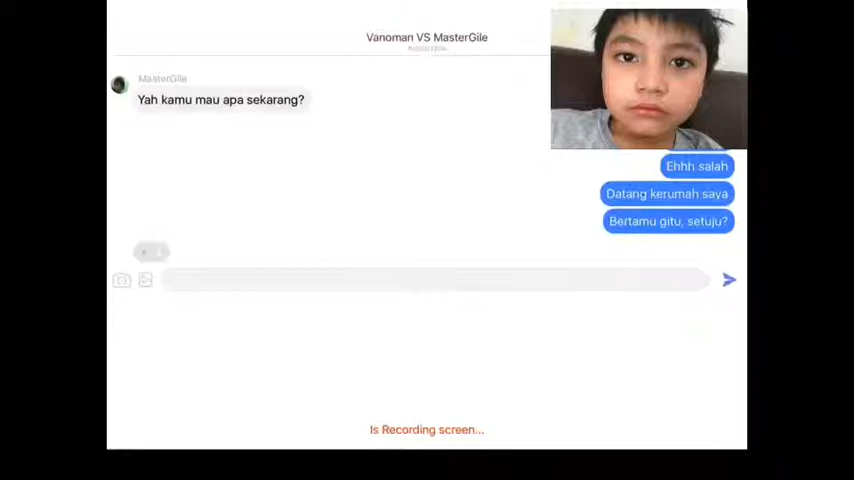 Vanoman VS MasterGile
MasterGile
Yah kamu mau apa sekarang?
Ehhh salah
Datang kerumah saya
Bertamu gitu, setuju?
Is Recording screen...